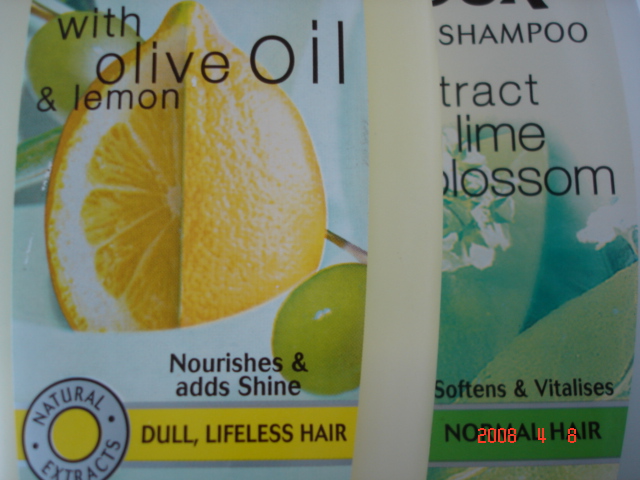 with
olive Oil
& lemon
Nourishes &
adds Shine
NATURAL
EXTRACTS
DULL, LIFELESS HAIR
SHAMPOO
tract
lime
lossom
Softens & Vitalises
NORMAL HAIR
2008 4 8